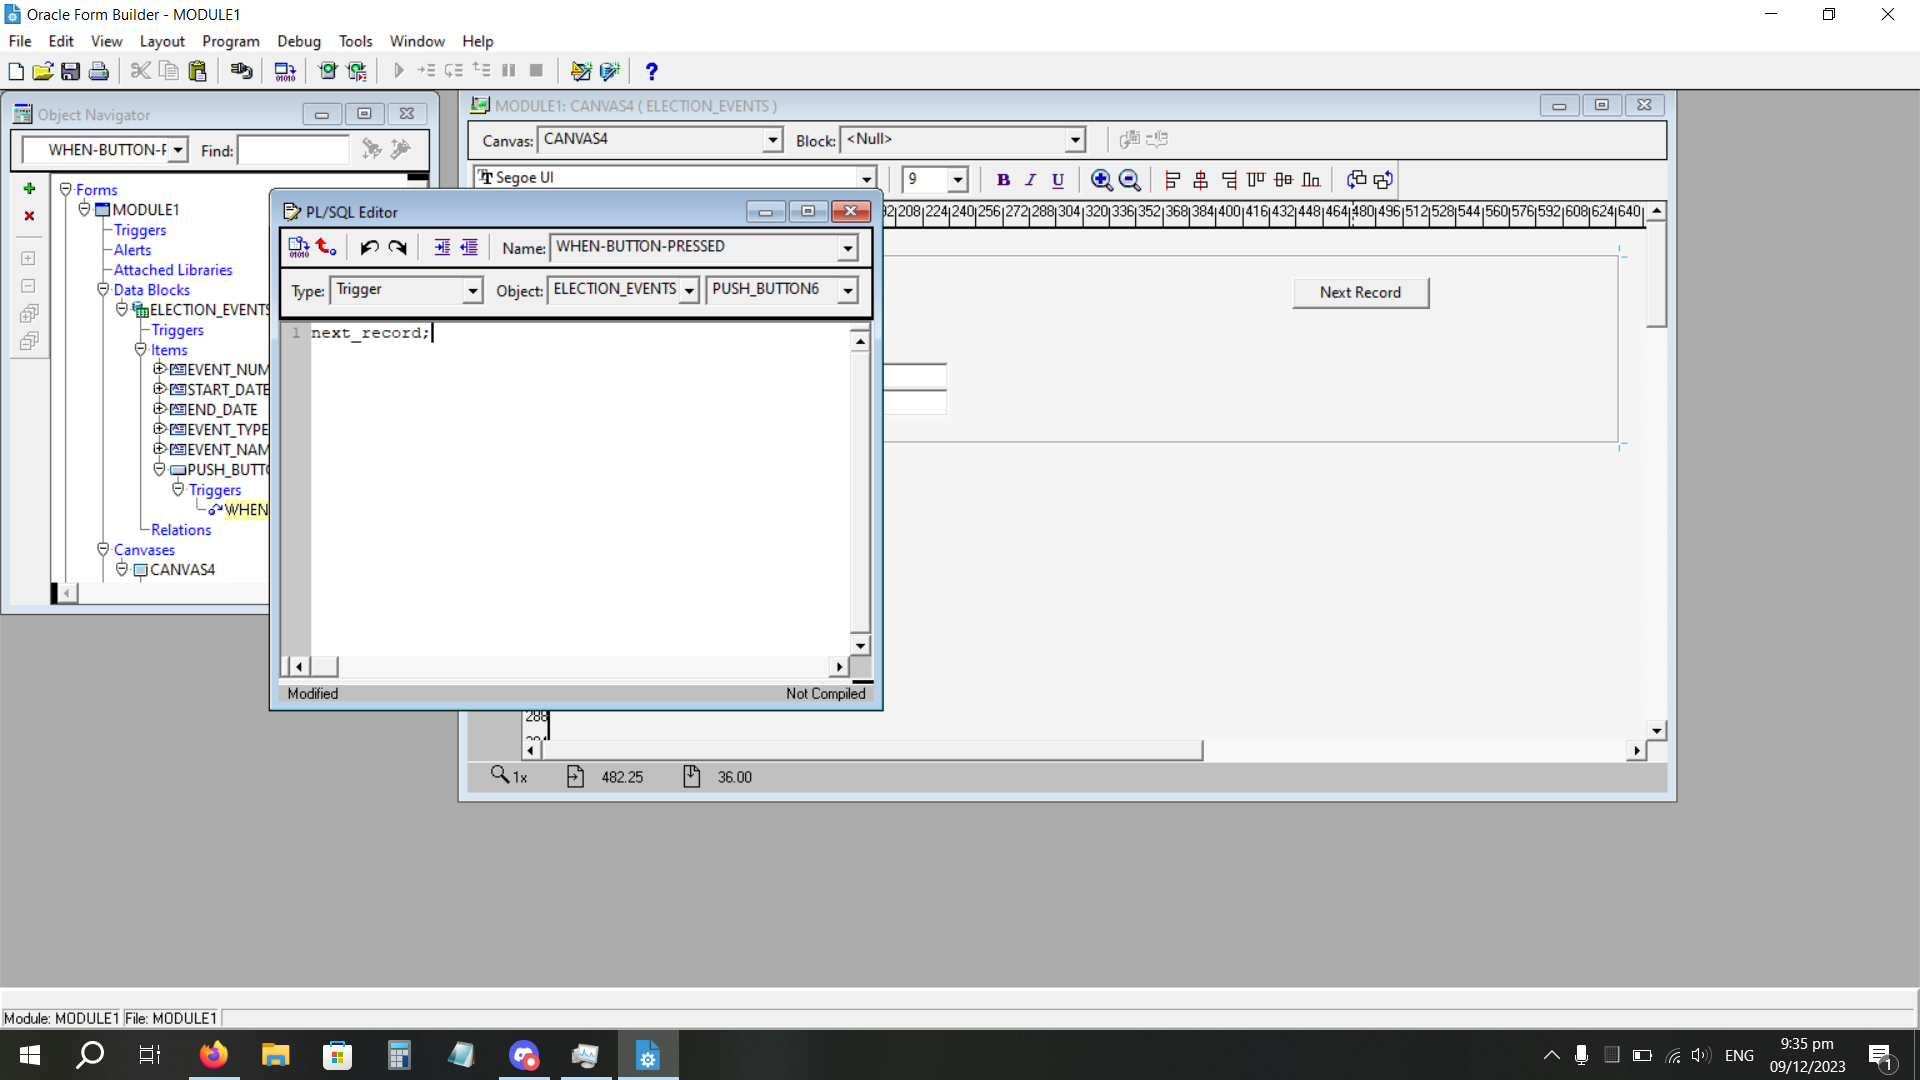 Oracle Form Builder - MODULE1
File Edit View Layout Program Debug Tools Window Help
Object Navigator
WHEN-BUTTON-P Find:
Forms
MODULE1
Triggers
Alerts
Attached Libraries
Data Blocks
ELECTION_EVENTS
Triggers
Items
EVENT_NUM
START_DATE
END_DATE
EVENT_TYPE
EVENT_NAM
PUSH_BUTTO
Triggers
WHEN
Relations
Canvases
CANVAS4
MODULE1: CANVAS4 ( ELECTION_EVENTS )
Canvas: CANVAS4 Block: <Null>
Segoe UI 9 B I U
208 224 240 256 272 288 304 320 336 352 368 384 400 416 432 448 464 480 496 512 528 544 560 576 592 608 624 640
Next Record
PL/SQL Editor
Name: WHEN-BUTTON-PRESSED
Type: Trigger Object: ELECTION_EVENTS PUSH_BUTTON6
1 next_record;
Modified Not Compiled
288
1x 482.25 36.00
Module: MODULE1 File: MODULE1
ENG
9:35 pm
09/12/2023
1